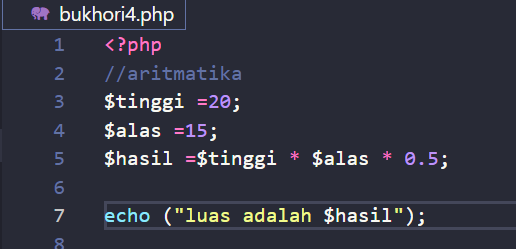 bukhori4.php
1 <?php
2 //aritmatika
3 $tinggi =20;
4 $alas =15;
5 $hasil =$tinggi * $alas * 0.5;
6
7 echo ("luas adalah $hasil");
8